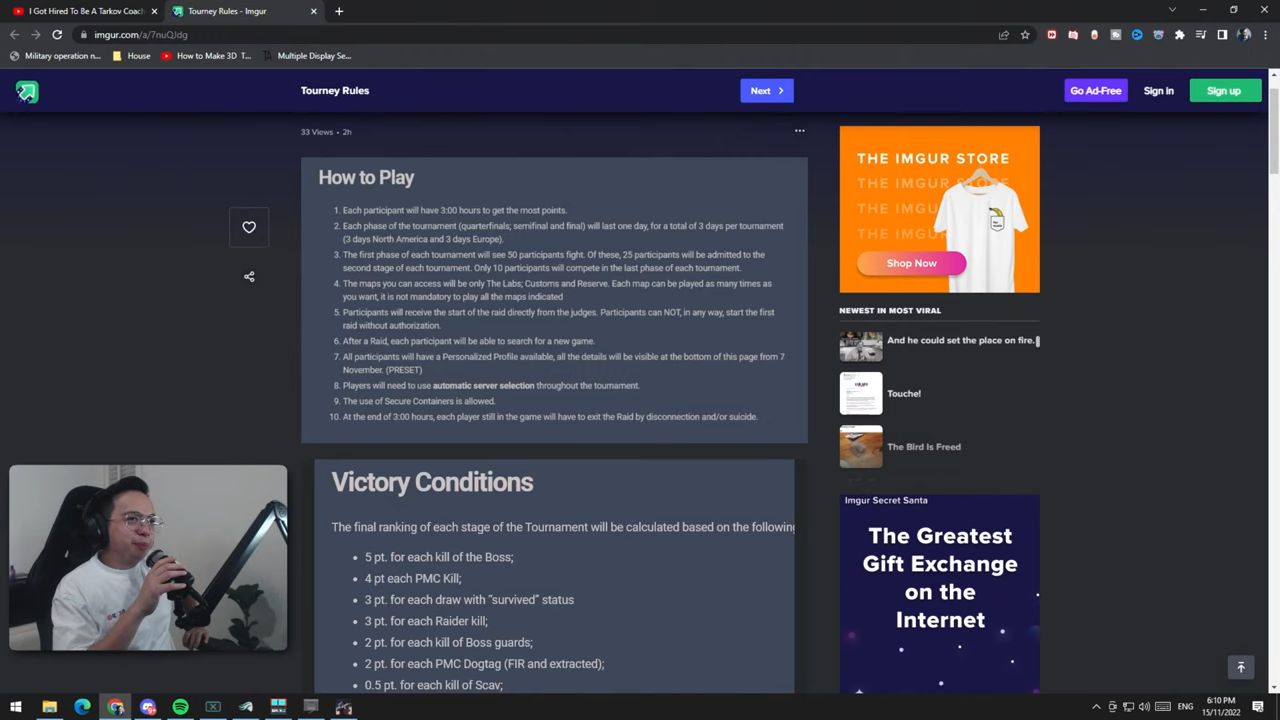 I Got Hired To Be A Tarkov Coach
Tourney Rules - Imgur
imgur.com/a/7nuQJdg
Military operation n...
House
How to Make 3D T...
Multiple Display Se...
Tourney Rules
Next
Go Ad-Free
Sign in
Sign up
33 Views • 2h
How to Play
1. Each participant will have 3:00 hours to get the most points.
2. Each phase of the tournament (quarterfinals; semifinal and final) will last one day, for a total of 3 days per tournament
(3 days North America and 3 days Europe).
3. The first phase of each tournament will see 50 participants fight. Of these, 25 participants will be admitted to the
second stage of each tournament. Only 10 participants will compete in the last phase of each tournament.
4. The maps you can access will be only The Labs; Customs and Reserve. Each map can be played as many times as
you want, it is not mandatory to play all the maps indicated
5. Participants will receive the start of the raid directly from the judges. Participants can NOT, in any way, start the first
raid without authorization.
6. After a Raid, each participant will be able to search for a new game.
7. All participants will have a Personalized Profile available, all the details will be visible at the bottom of this page from 7
November. (PRESET)
8. Players will need to use automatic server selection throughout the tournament.
9. The use of Secure Containers is allowed.
10. At the end of 3:00 hours, each player still in the game will have to exit the Raid by disconnection and/or suicide.
Victory Conditions
The final ranking of each stage of the Tournament will be calculated based on the following
• 5 pt. for each kill of the Boss;
• 4 pt each PMC Kill;
• 3 pt. for each draw with "survived" status
• 3 pt. for each Raider kill;
• 2 pt. for each kill of Boss guards;
• 2 pt. for each PMC Dogtag (FIR and extracted);
• 0.5 pt. for each kill of Scav;
THE IMGUR STORE
THE IMGUR STORE
THE IMGUR STORE
THE IMGUR STORE
Shop Now
NEWEST IN MOST VIRAL
And he could set the place on fire.
Touche!
The Bird Is Freed
Imgur Secret Santa
The Greatest
Gift Exchange
on the
Internet
ENG
6:10 PM
15/11/2022